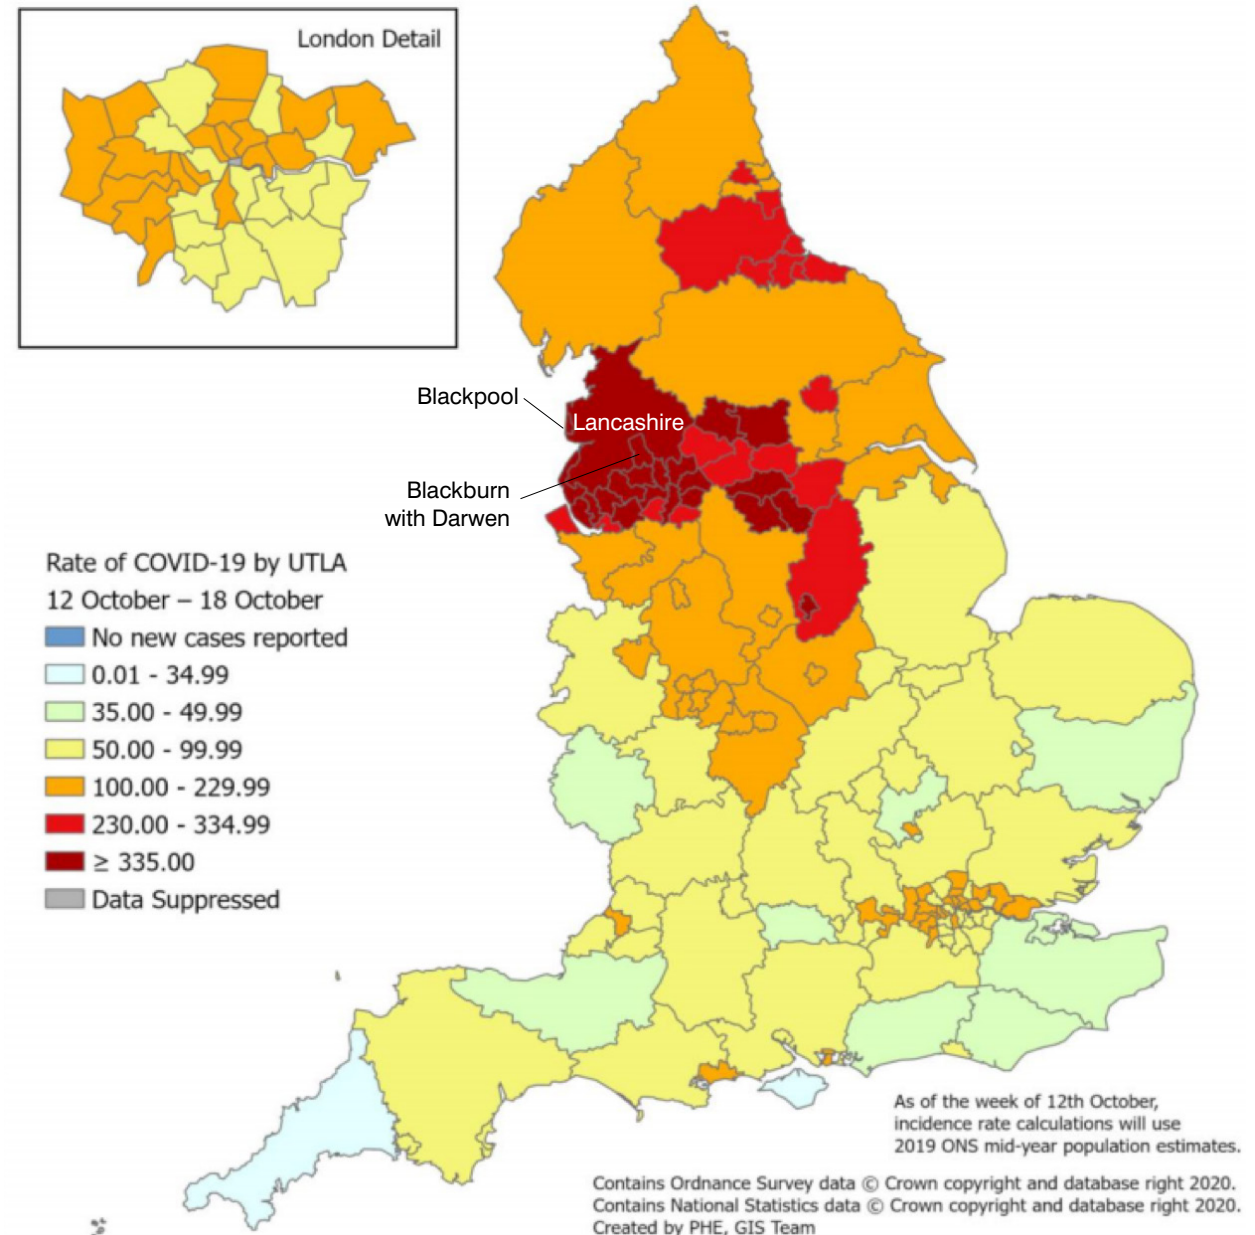 London Detail
Blackpool
Lancashire
Blackburn
with Darwen
Rate of COVID-19 by UTLA
12 October – 18 October
No new cases reported
0.01 - 34.99
35.00 - 49.99
50.00 - 99.99
100.00 - 229.99
230.00 - 334.99
≥ 335.00
Data Suppressed
As of the week of 12th October,
incidence rate calculations will use
2019 ONS mid-year population estimates.
Contains Ordnance Survey data © Crown copyright and database right 2020.
Contains National Statistics data © Crown copyright and database right 2020.
Created by PHE, GIS Team